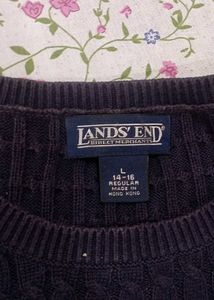 LANDS' END
DIRECT MERCHANTS
L
14-16
REGULAR
MADE IN
HONG KONG